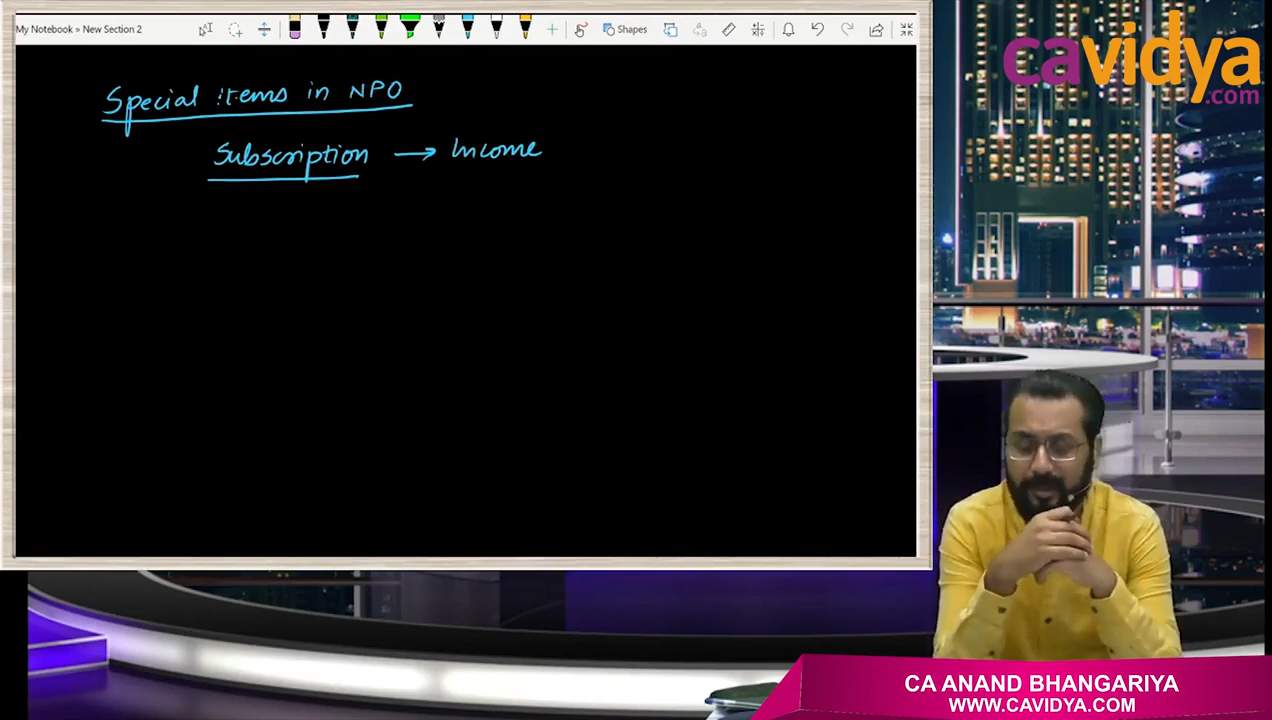 My Notebook » New Section 2
Shapes
cavidya
.com
Special items in NPO
Subscription → Income
CA ANAND BHANGARIYA
WWW.CAVIDYA.COM